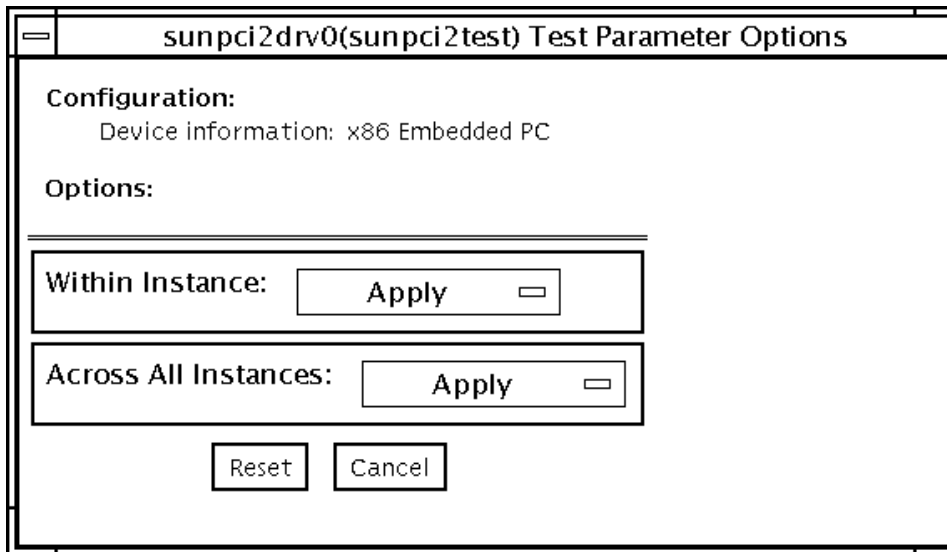 sunpci2drv0(sunpci2test) Test Parameter Options
Configuration:
Device information: x86 Embedded PC
Options:
Within Instance: Apply
Across All Instances: Apply
Reset Cancel